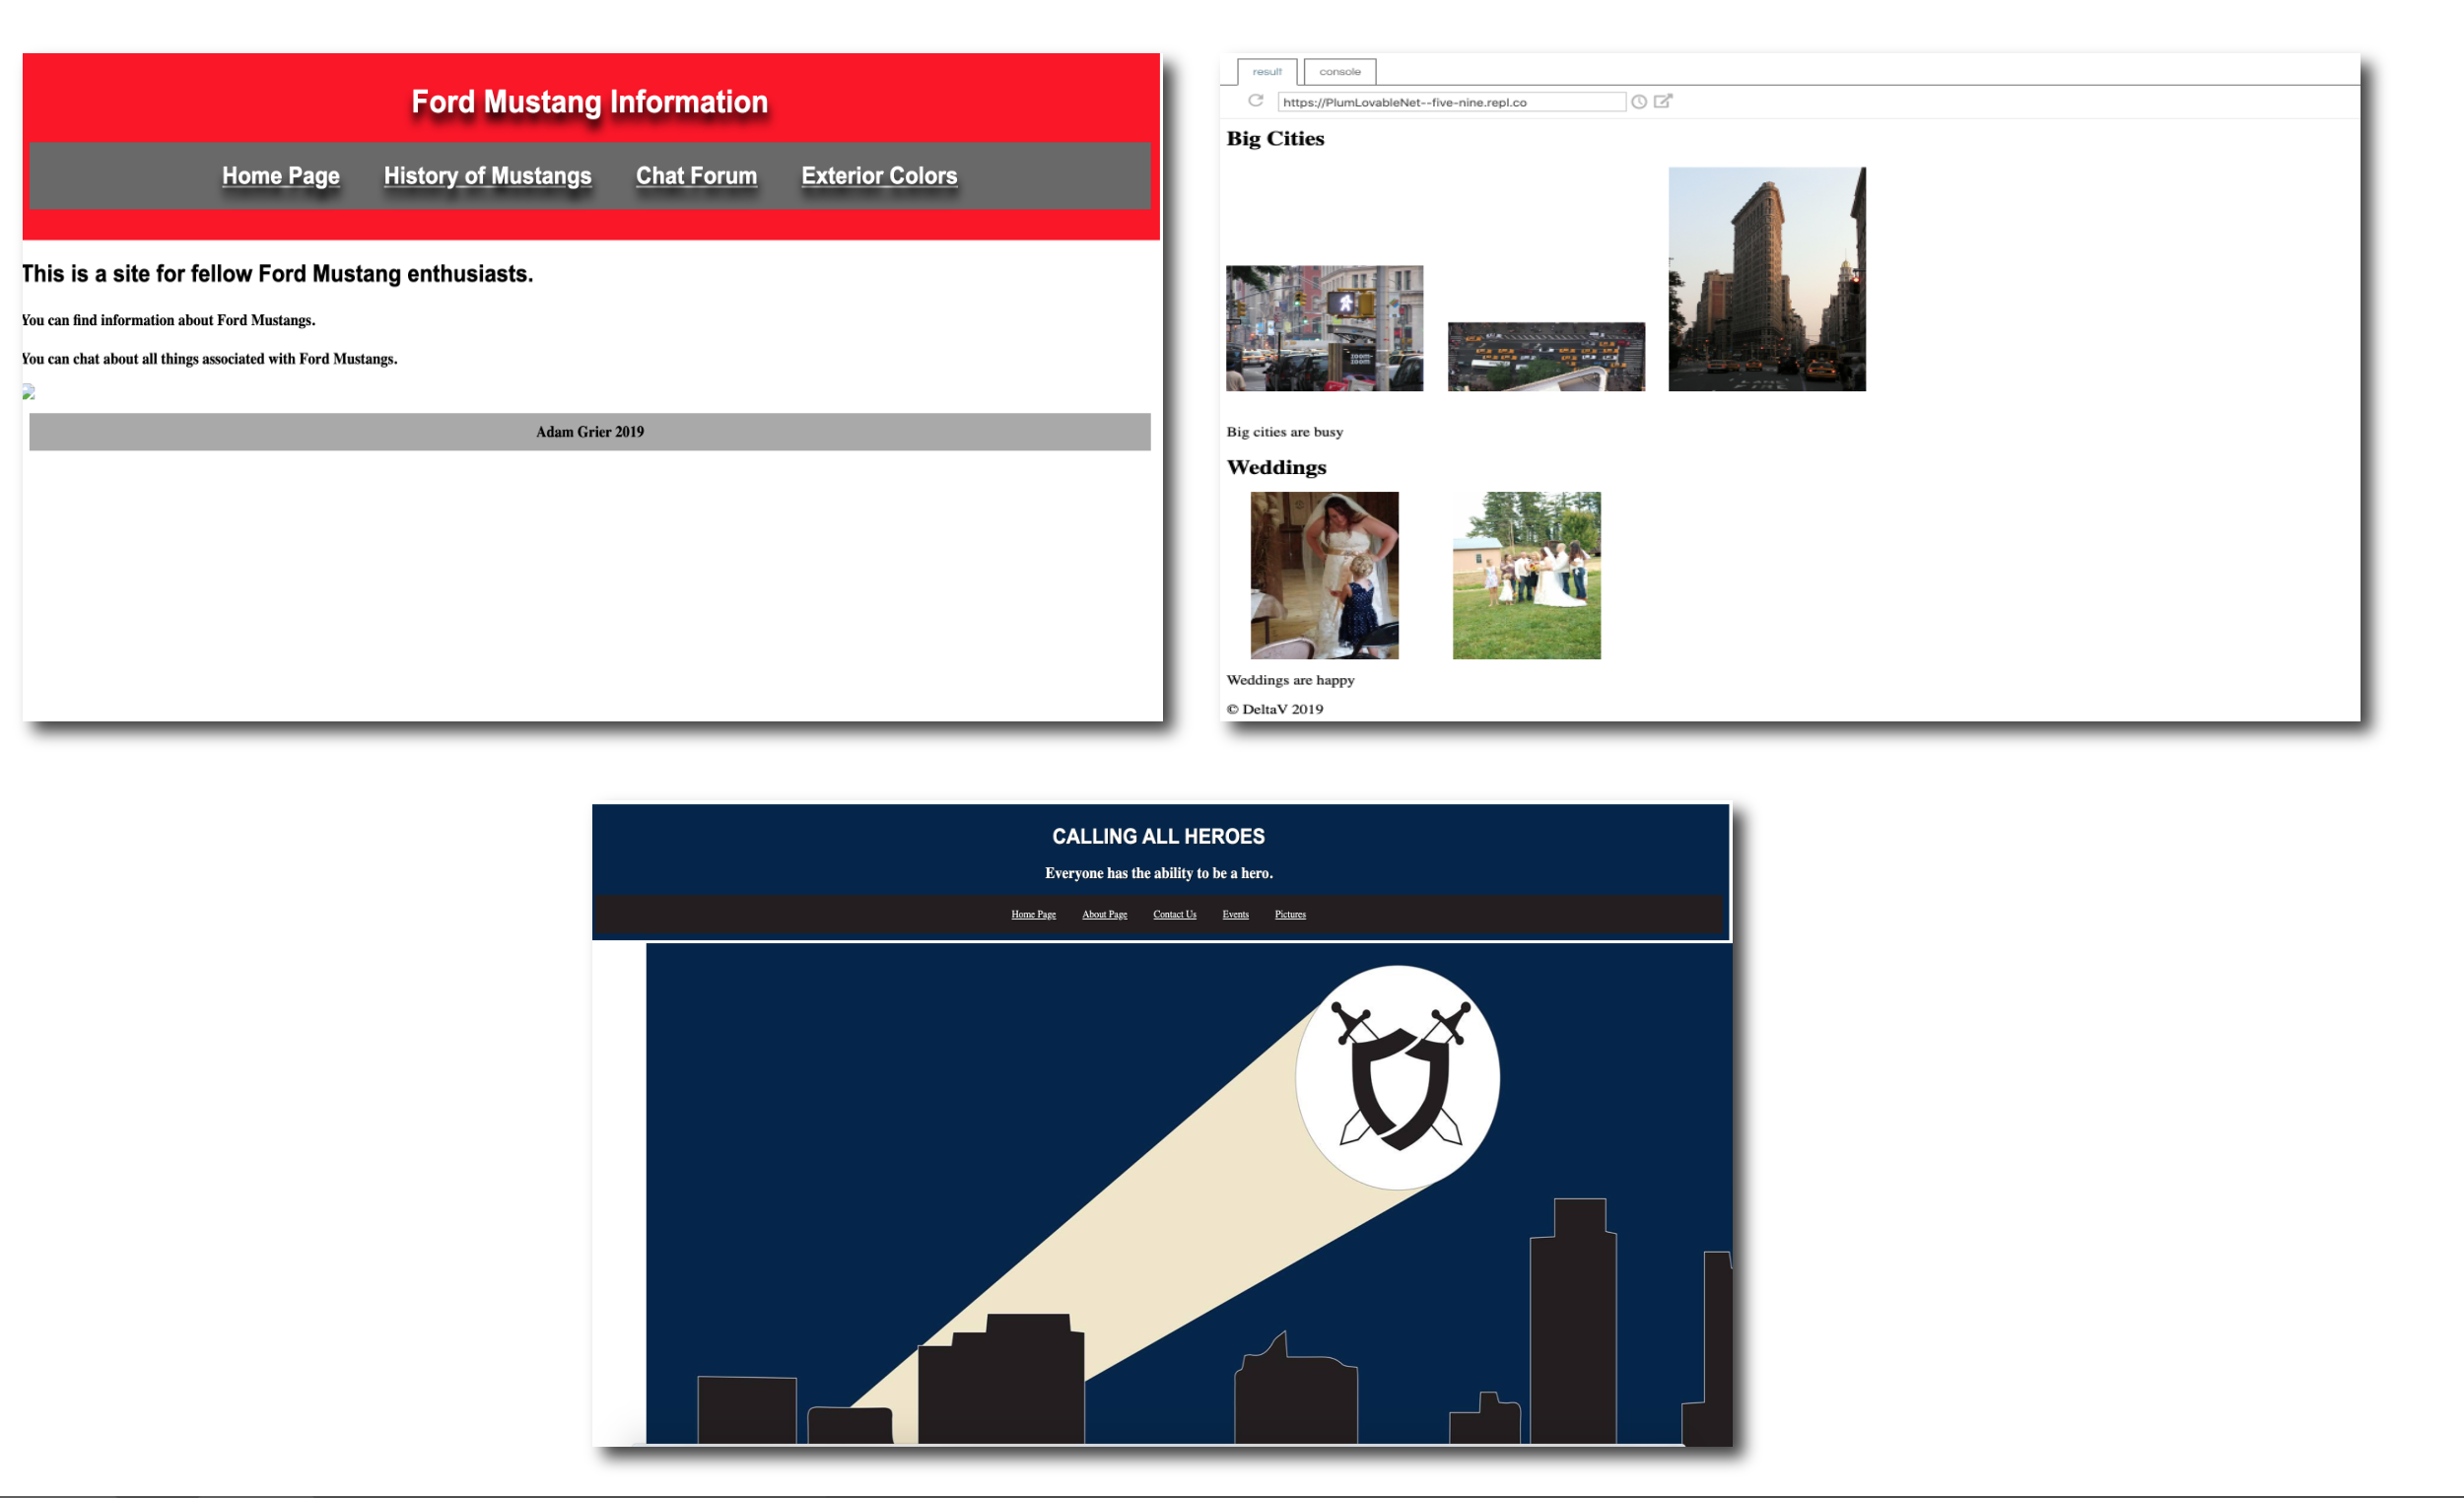 Ford Mustang Information
Home Page History of Mustangs Chat Forum Exterior Colors
This is a site for fellow Ford Mustang enthusiasts.
You can find information about Ford Mustangs.
You can chat about all things associated with Ford Mustangs.
Adam Grier 2019
result console
https://PlumLovableNet--five-nine.repl.co
Big Cities
zoom-
zoom
Big cities are busy
Weddings
Weddings are happy
© DeltaV 2019
CALLING ALL HEROES
Everyone has the ability to be a hero.
Home Page About Page Contact Us Events Pictures